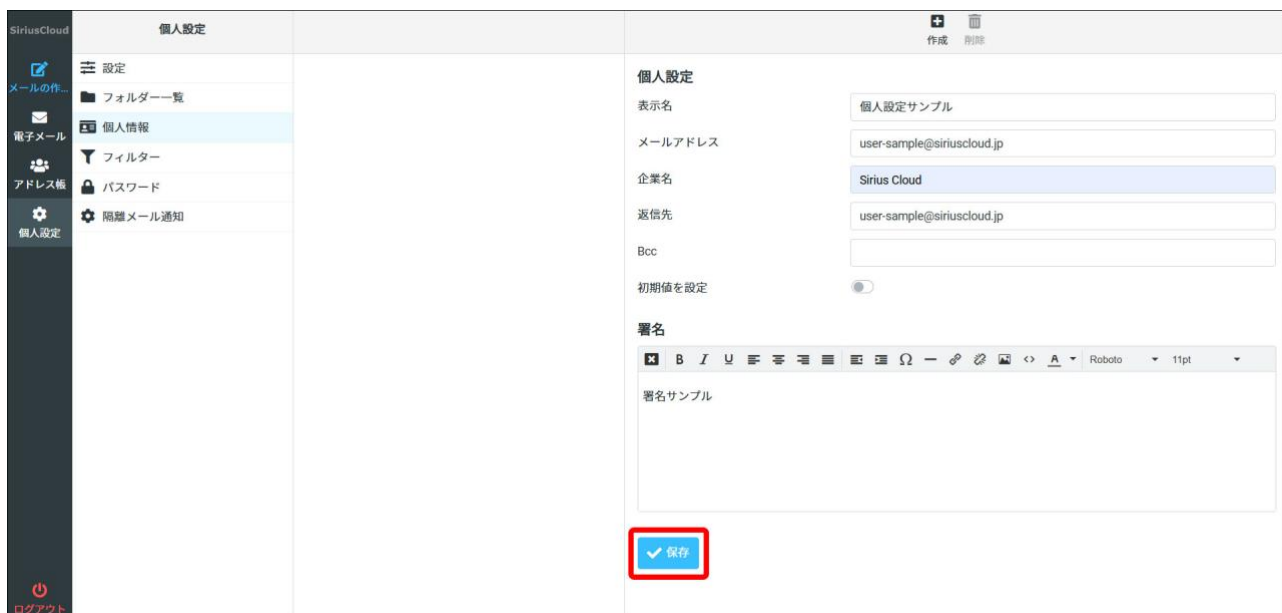 SiriusCloud
メールの作...
電子メール
アドレス帳
個人設定
ログアウト
個人設定
設定
フォルダー一覧
個人情報
フィルター
パスワード
隔離メール通知
作成
削除
個人設定
表示名
個人設定サンプル
メールアドレス
user-sample@siriuscloud.jp
企業名
Sirius Cloud
返信先
user-sample@siriuscloud.jp
Bcc
初期値を設定
署名
B I U Ω A Roboto 11pt
署名サンプル
保存